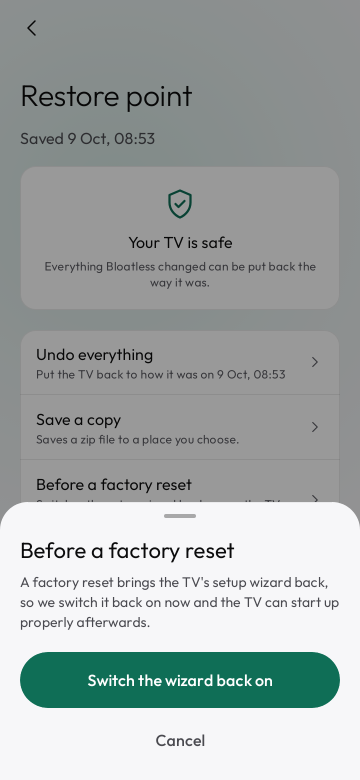 Restore point
Saved 9 Oct, 08:53
Your TV is safe
Everything Bloatless changed can be put back the
way it was.
Undo everything
Put the TV back to how it was on 9 Oct, 08:53
Save a copy
Saves a zip file to a place you choose.
Before a factory reset
Before a factory reset
A factory reset brings the TV's setup wizard back,
so we switch it back on now and the TV can start up
properly afterwards.
Switch the wizard back on
Cancel